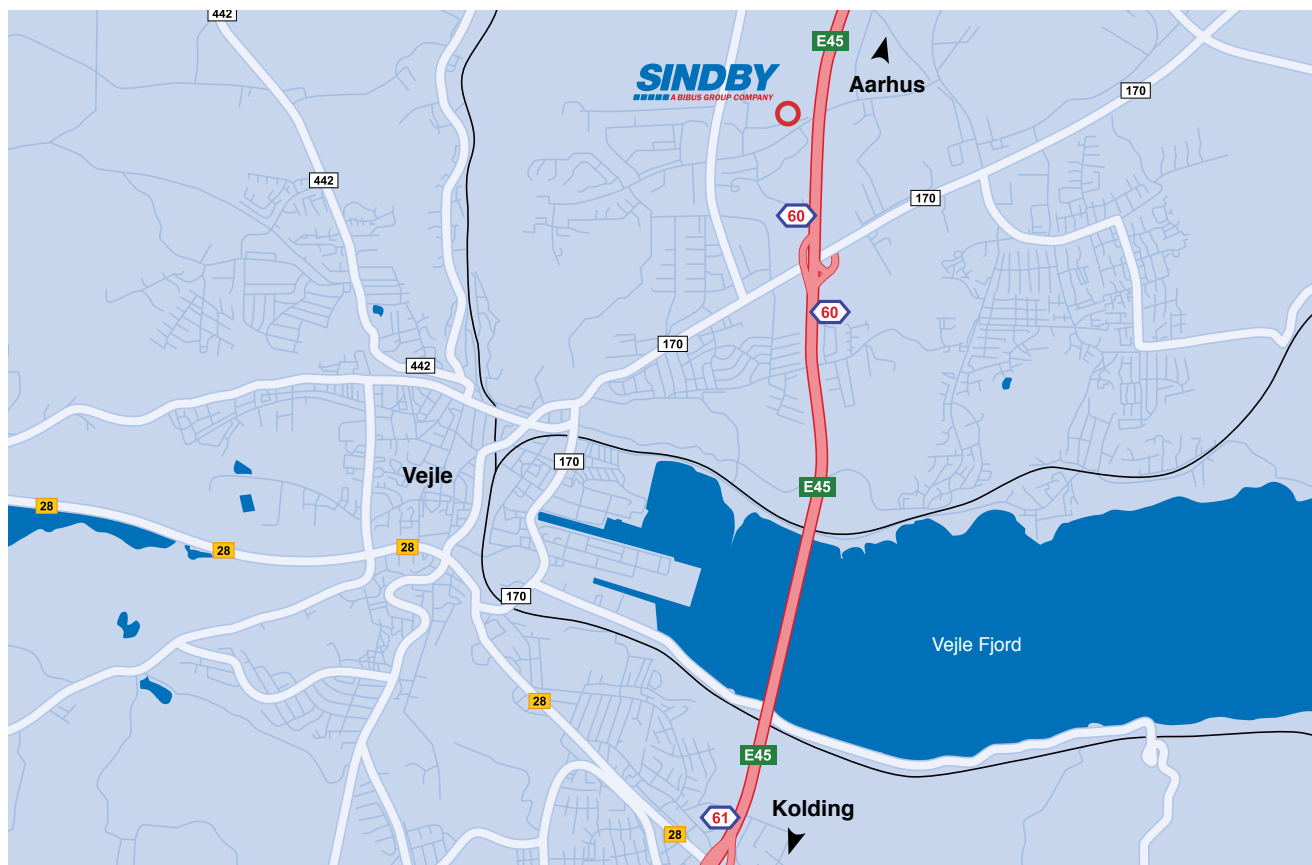 442
E45
SINDBY
A BIBUS GROUP COMPANY
Aarhus
170
442
170
60
60
170
442
170
Vejle
E45
28
28
28
170
Vejle Fjord
28
E45
Kolding
61
28